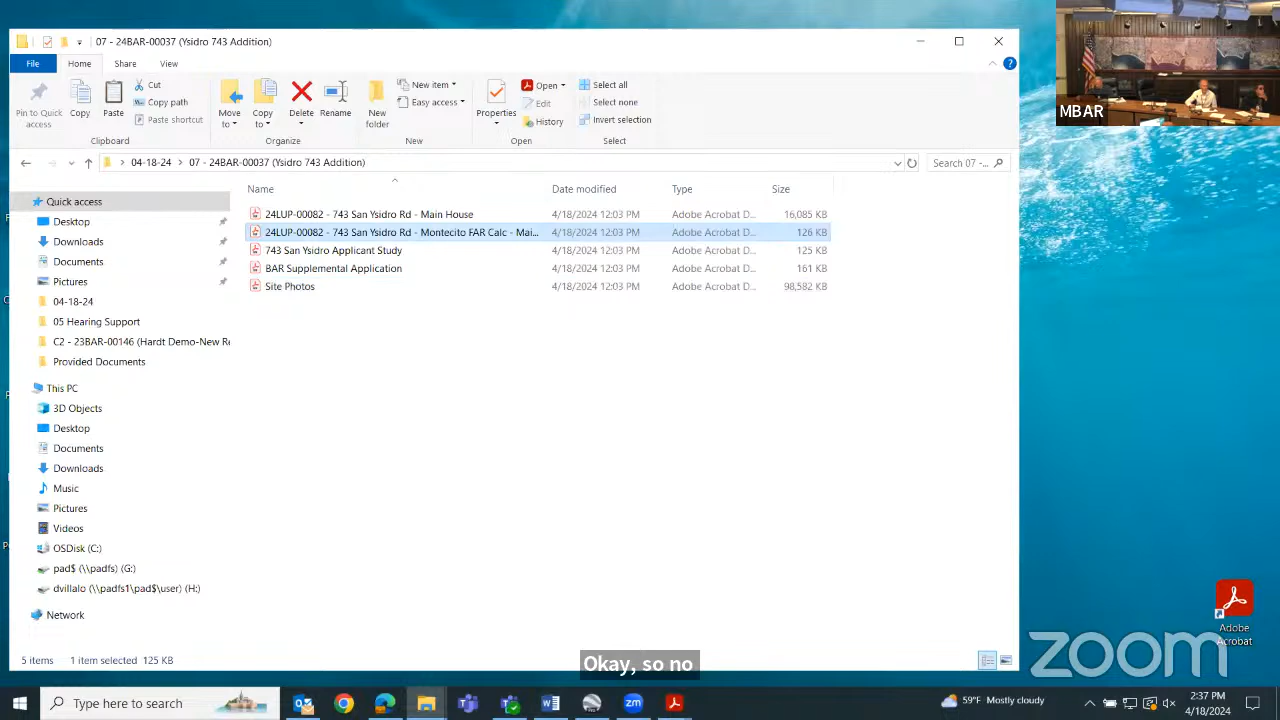 07 - 24BAR-00037 (Ysidro 743 Addition)
File
Home
Share
View
Pin to Quick access
Copy
Paste
Cut
Copy path
Paste shortcut
Clipboard
Move to
Copy to
Delete
Rename
Organize
New folder
New item
Easy access
New
Properties
Open
Edit
History
Open
Select all
Select none
Invert selection
Select
04-18-24 > 07 - 24BAR-00037 (Ysidro 743 Addition)
Search 07 -...
Name Date modified Type Size
24LUP-00082 - 743 San Ysidro Rd - Main House 4/18/2024 12:03 PM Adobe Acrobat D... 16,085 KB
24LUP-00082 - 743 San Ysidro Rd - Montecito FAR Calc - Mai... 4/18/2024 12:03 PM Adobe Acrobat D... 126 KB
743 San Ysidro Applicant Study 4/18/2024 12:03 PM Adobe Acrobat D... 125 KB
BAR Supplemental Application 4/18/2024 12:03 PM Adobe Acrobat D... 161 KB
Site Photos 4/18/2024 12:03 PM Adobe Acrobat D... 98,582 KB
Quick access
Desktop
Downloads
Documents
Pictures
04-18-24
05 Hearing Support
C2 - 23BAR-00146 (Hardt Demo-New Re
Provided Documents
This PC
3D Objects
Desktop
Documents
Downloads
Music
Pictures
Videos
OSDisk (C:)
pad$ (\\padfs) (G:)
dvillalo (\\padfs1\pad$\user) (H:)
Network
5 items 1 item selected 125 KB
Okay, so no
MBAR
Adobe Acrobat
zoom
Type here to search
59°F Mostly cloudy
2:37 PM
4/18/2024